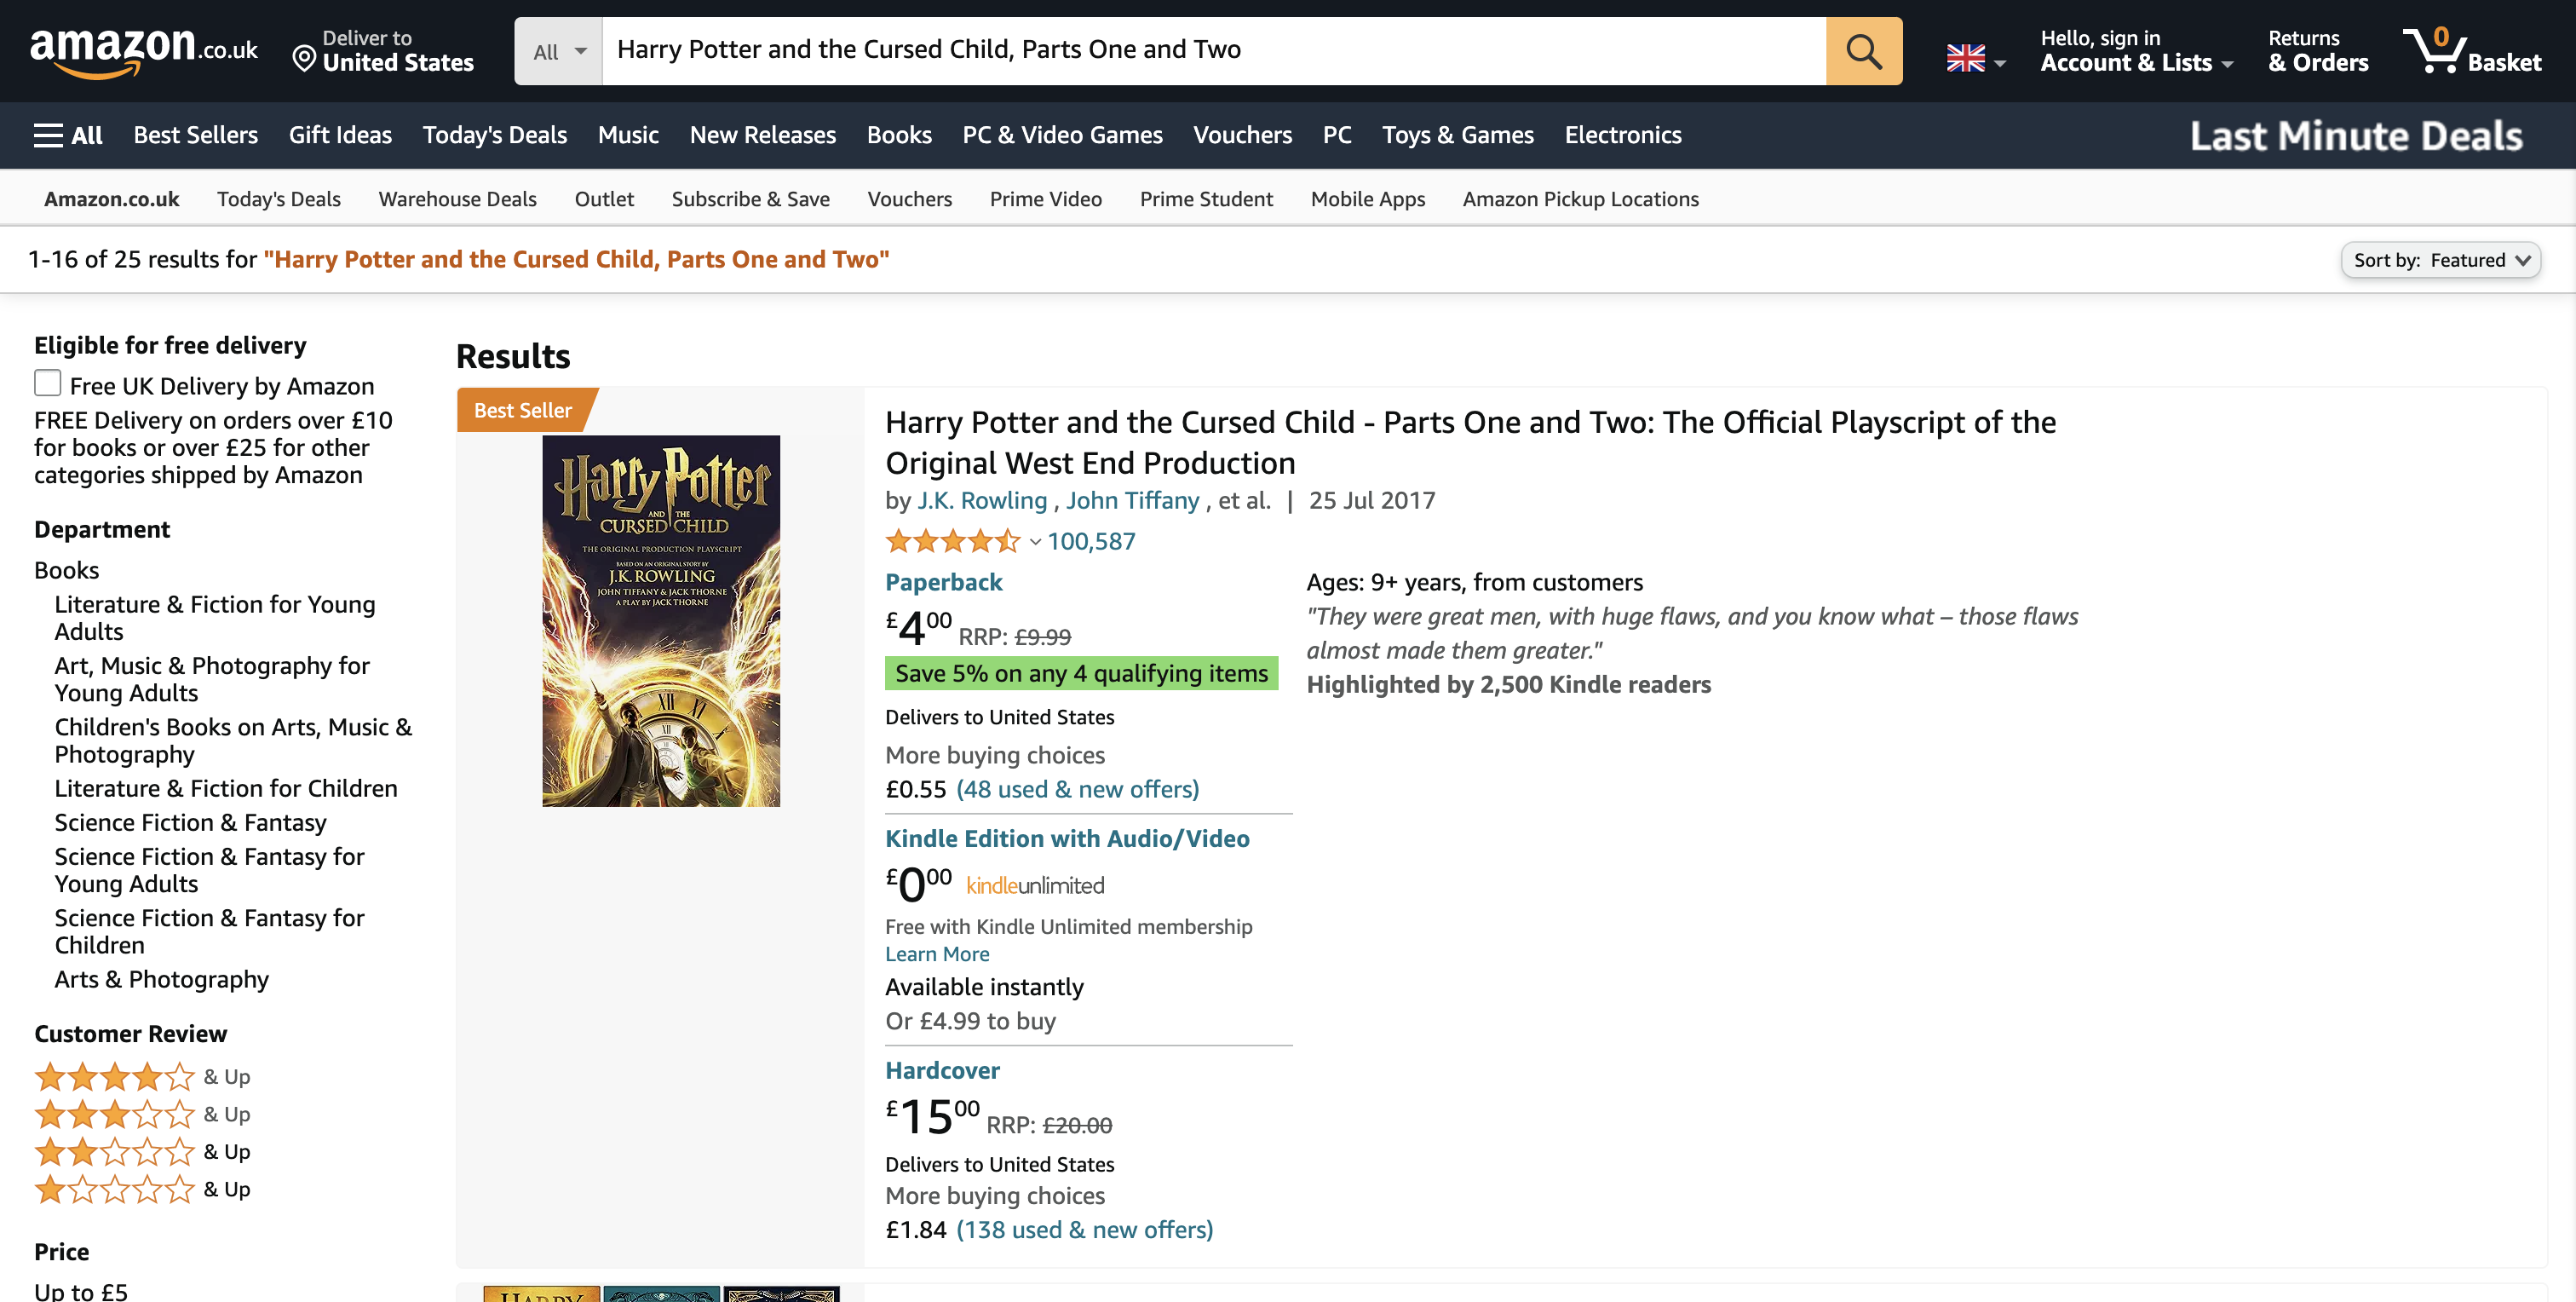 amazon.co.uk
Deliver to
United States
All
Harry Potter and the Cursed Child, Parts One and Two
Hello, sign in
Account & Lists
Returns
& Orders
0
Basket
All
Best Sellers
Gift Ideas
Today's Deals
Music
New Releases
Books
PC & Video Games
Vouchers
PC
Toys & Games
Electronics
Last Minute Deals
Amazon.co.uk
Today's Deals
Warehouse Deals
Outlet
Subscribe & Save
Vouchers
Prime Video
Prime Student
Mobile Apps
Amazon Pickup Locations
1-16 of 25 results for "Harry Potter and the Cursed Child, Parts One and Two"
Sort by: Featured
Eligible for free delivery
Free UK Delivery by Amazon
FREE Delivery on orders over £10
for books or over £25 for other
categories shipped by Amazon
Department
Books
Literature & Fiction for Young
Adults
Art, Music & Photography for
Young Adults
Children's Books on Arts, Music &
Photography
Literature & Fiction for Children
Science Fiction & Fantasy
Science Fiction & Fantasy for
Young Adults
Science Fiction & Fantasy for
Children
Arts & Photography
Customer Review
& Up
& Up
& Up
& Up
Price
Up to £5
Results
Best Seller
Harry Potter
AND THE
CURSED CHILD
THE ORIGINAL PRODUCTION PLAYSCRIPT
BASED ON AN ORIGINAL STORY BY
J.K. ROWLING
JOHN TIFFANY & JACK THORNE
A PLAY BY JACK THORNE
XII
XI
XII
Harry Potter and the Cursed Child - Parts One and Two: The Official Playscript of the
Original West End Production
by J.K. Rowling , John Tiffany , et al. | 25 Jul 2017
100,587
Paperback
£400 RRP: £9.99
Save 5% on any 4 qualifying items
Delivers to United States
More buying choices
£0.55 (48 used & new offers)
Kindle Edition with Audio/Video
£000 kindleunlimited
Free with Kindle Unlimited membership
Learn More
Available instantly
Or £4.99 to buy
Hardcover
£1500 RRP: £20.00
Delivers to United States
More buying choices
£1.84 (138 used & new offers)
Ages: 9+ years, from customers
"They were great men, with huge flaws, and you know what – those flaws
almost made them greater."
Highlighted by 2,500 Kindle readers
HARRY